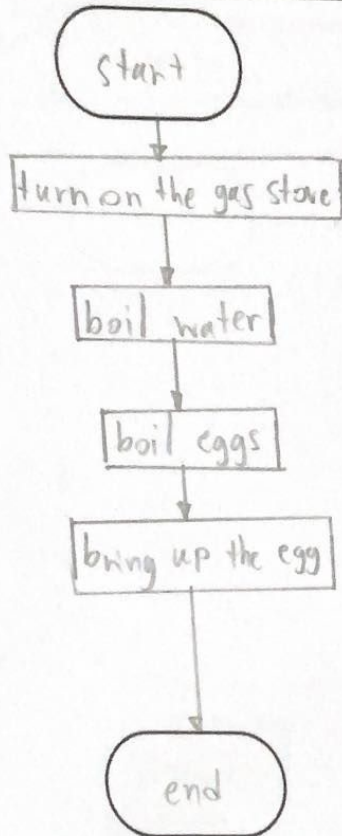 start
turn on the gas stove
boil water
boil eggs
bring up the egg
end